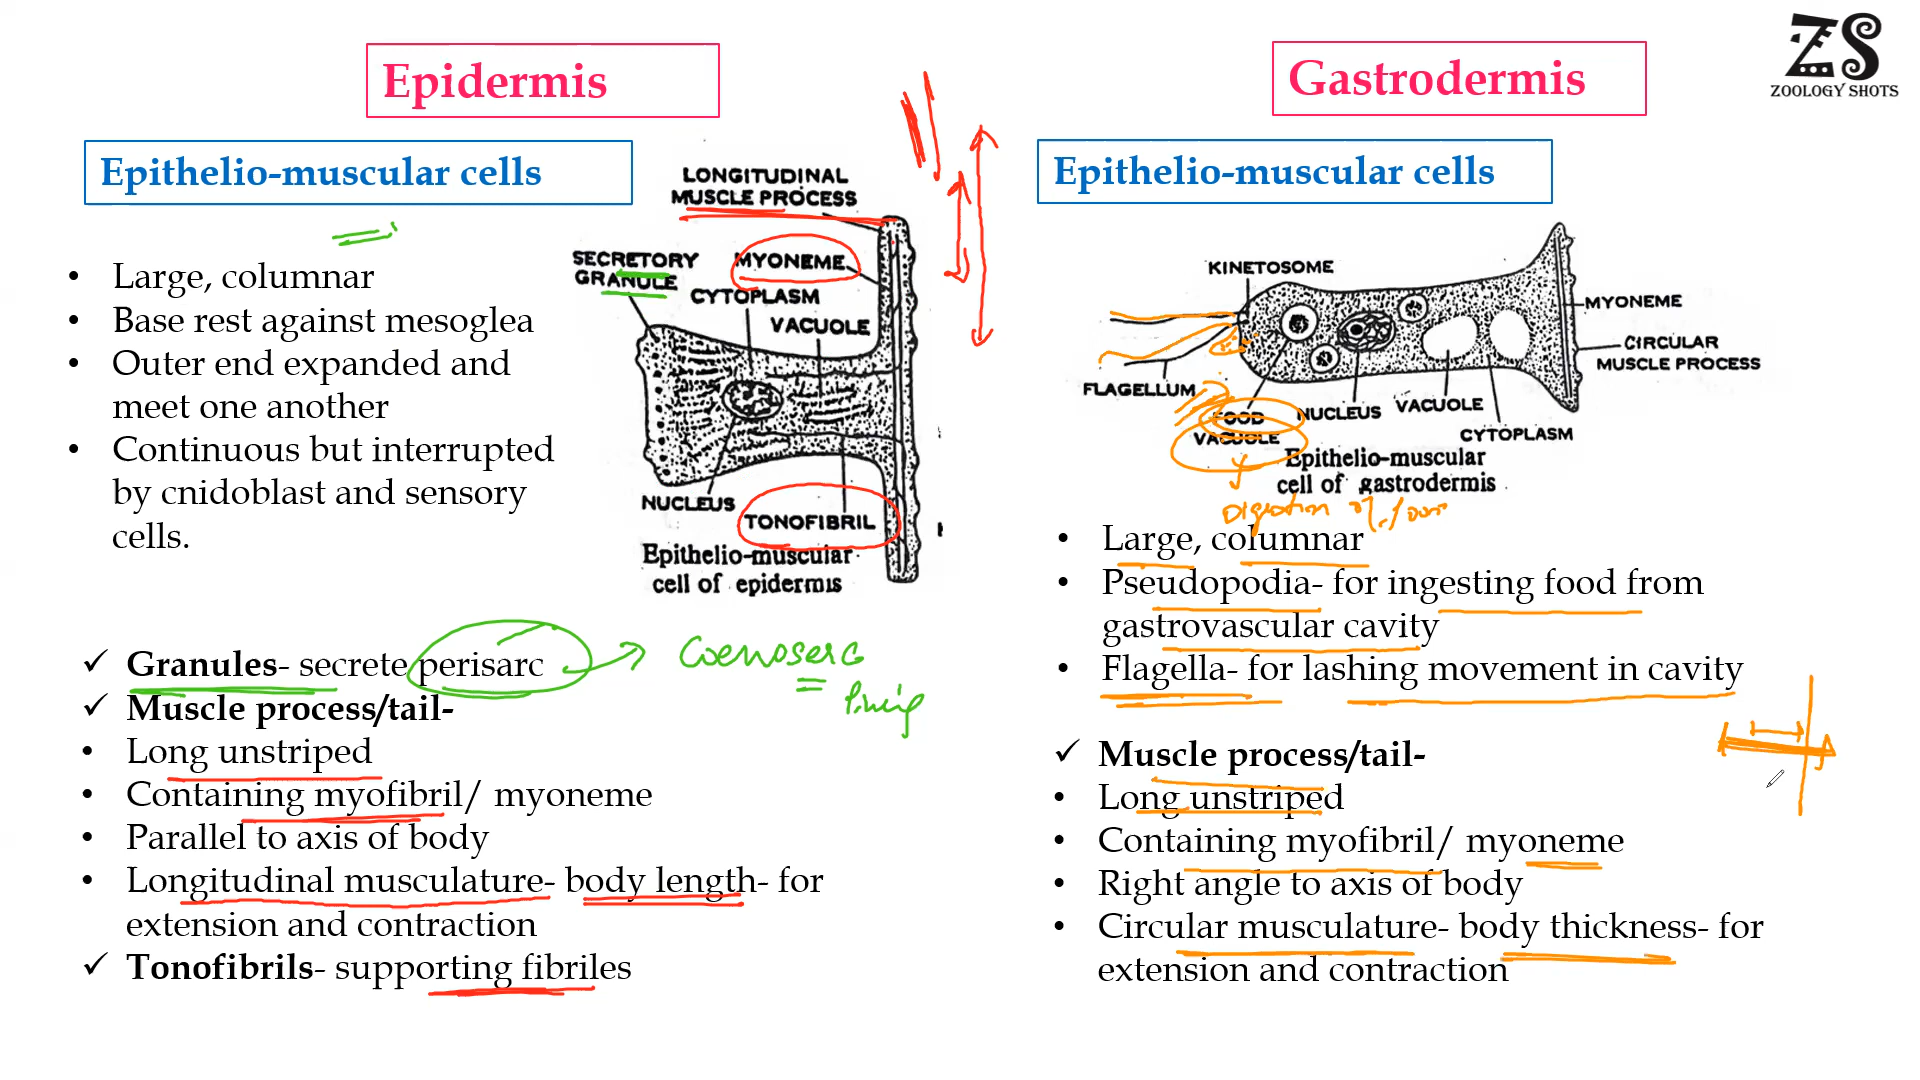 ZS
ZOOLOGY SHOTS
Epidermis
Epithelio-muscular cells
• Large, columnar
• Base rest against mesoglea
• Outer end expanded and
meet one another
• Continuous but interrupted
by cnidoblast and sensory
cells.
LONGITUDINAL
MUSCLE PROCESS
SECRETORY
GRANULE
MYONEME
CYTOPLASM
VACUOLE
NUCLEUS
TONOFIBRIL
Epithelio-muscular
cell of epidermis
✓ Granules- secrete perisarc
✓ Muscle process/tail-
• Long unstriped
• Containing myofibril/ myoneme
• Parallel to axis of body
• Longitudinal musculature- body length- for
extension and contraction
✓ Tonofibrils- supporting fibriles
Gastrodermis
Epithelio-muscular cells
KINETOSOME
MYONEME
CIRCULAR
MUSCLE PROCESS
FLAGELLUM
FOOD
VACUOLE
NUCLEUS
VACUOLE
CYTOPLASM
Epithelio-muscular
cell of gastrodermis
Digestion of food
• Large, columnar
• Pseudopodia- for ingesting food from
gastrovascular cavity
• Flagella- for lashing movement in cavity
✓ Muscle process/tail-
• Long unstriped
• Containing myofibril/ myoneme
• Right angle to axis of body
• Circular musculature- body thickness- for
extension and contraction